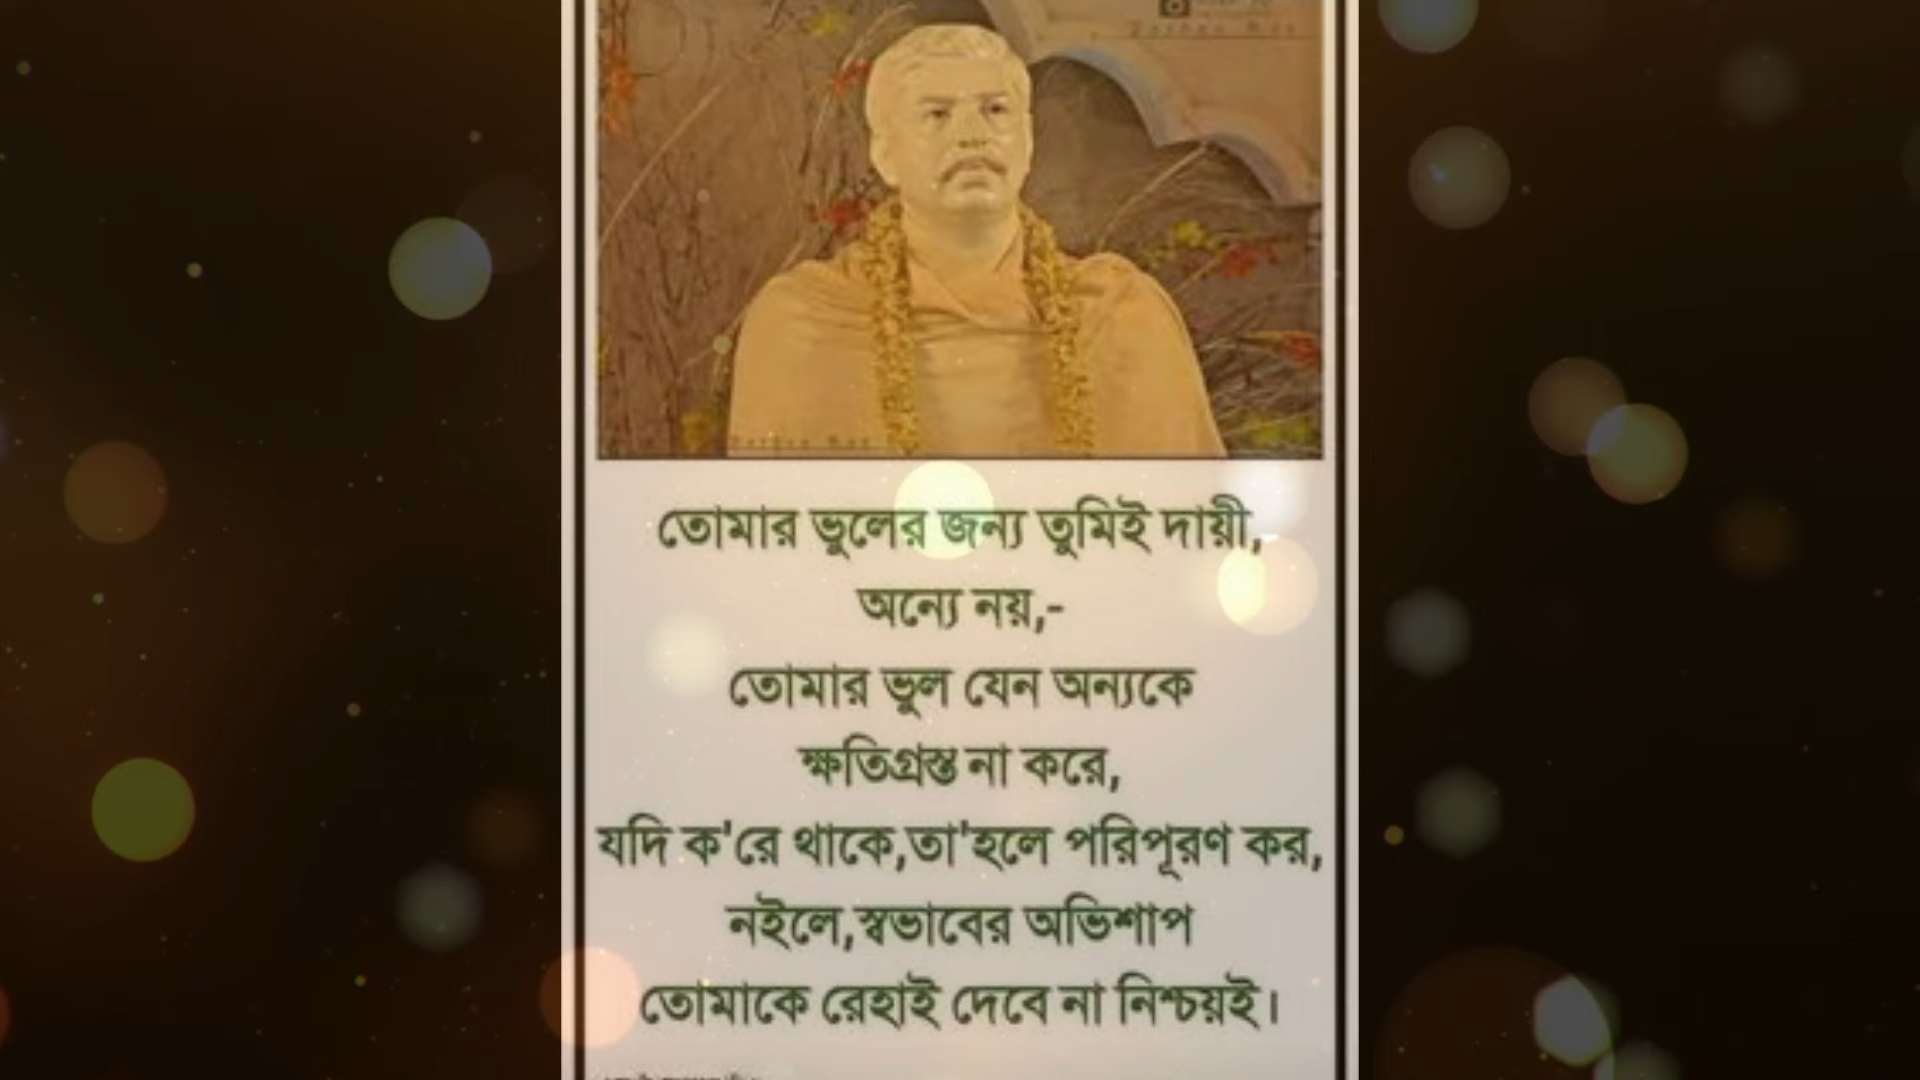 তোমার ভুলের জন্য তুমিই দায়ী,
অন্যে নয়,-
তোমার ভুল যেন অন্যকে
ক্ষতিগ্রস্ত না করে,
যদি ক'রে থাকে,তা'হলে পরিপূরণ কর,
নইলে,স্বভাবের অভিশাপ
তোমাকে রেহাই দেবে না নিশ্চয়ই।